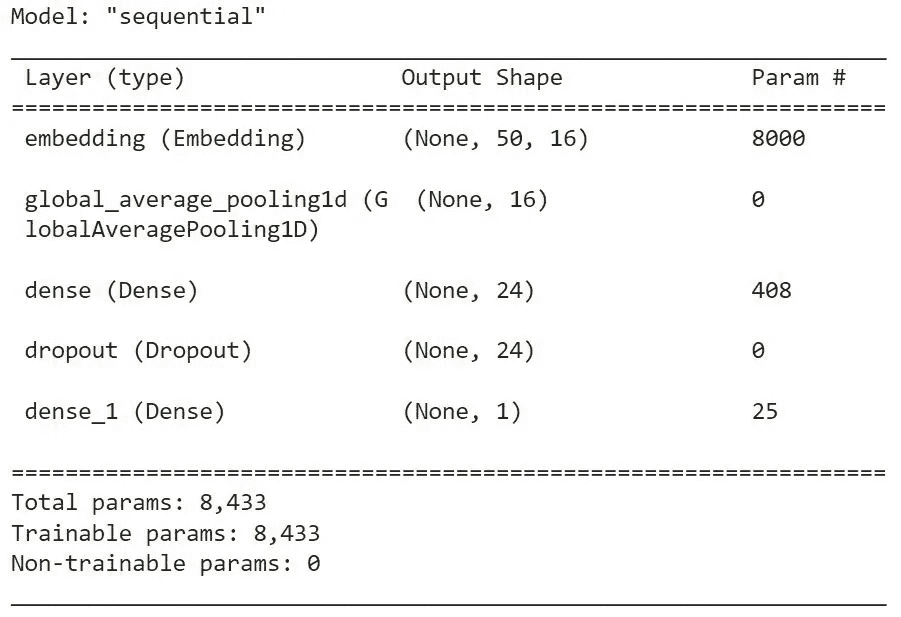 Model: "sequential"
Layer (type) Output Shape Param #
=================================================================
embedding (Embedding) (None, 50, 16) 8000
global_average_pooling1d (G (None, 16) 0
lobalAveragePooling1D)
dense (Dense) (None, 24) 408
dropout (Dropout) (None, 24) 0
dense_1 (Dense) (None, 1) 25
=================================================================
Total params: 8,433
Trainable params: 8,433
Non-trainable params: 0